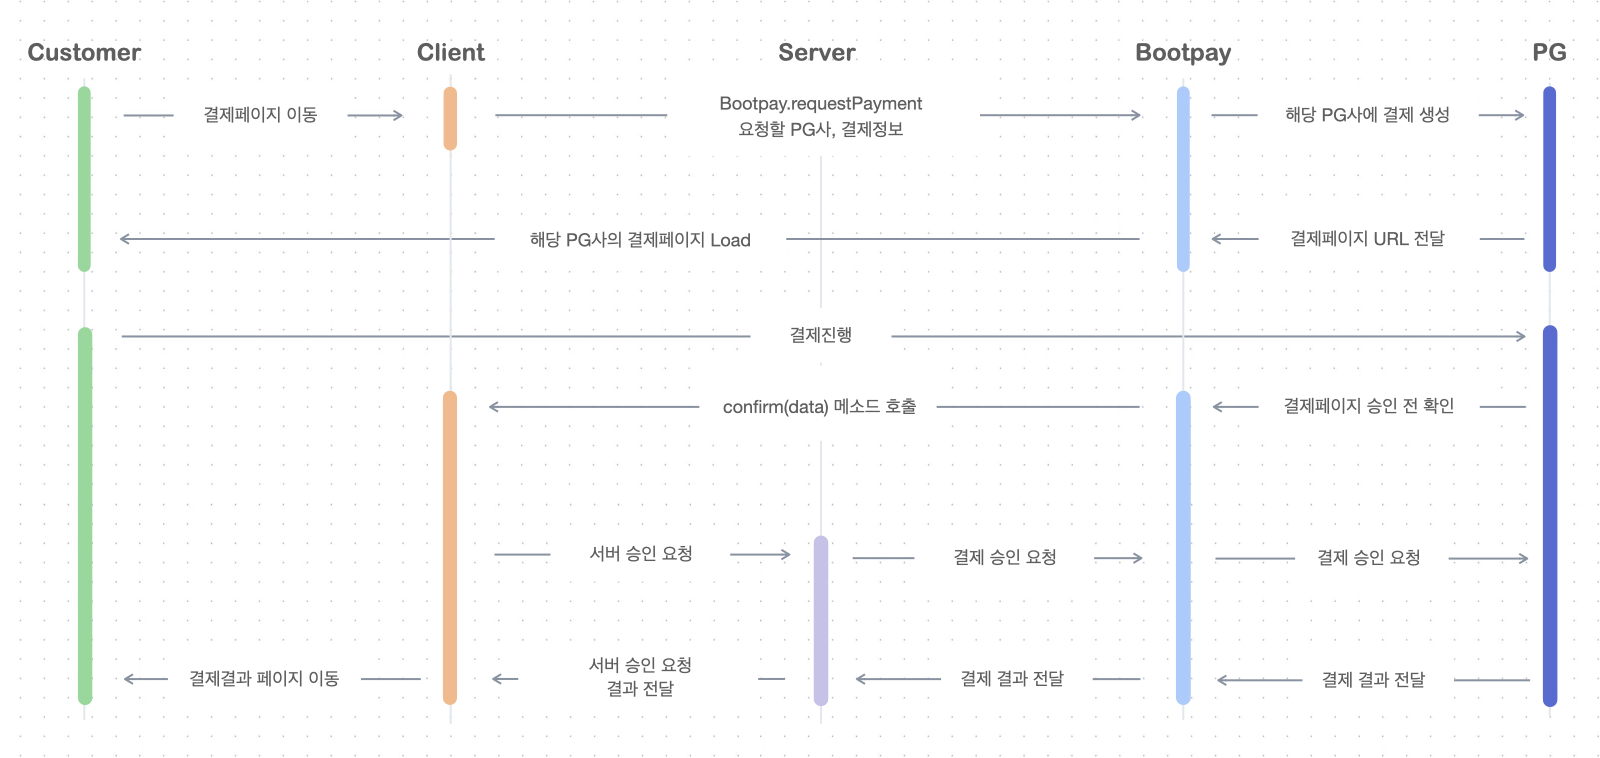 Customer
Client
Server
Bootpay
PG
결제페이지 이동
Bootpay.requestPayment
요청할 PG사, 결제정보
해당 PG사에 결제 생성
해당 PG사의 결제페이지 Load
결제페이지 URL 전달
결제진행
confirm(data) 메소드 호출
결제페이지 승인 전 확인
서버 승인 요청
결제 승인 요청
결제 승인 요청
결제결과 페이지 이동
서버 승인 요청
결과 전달
결제 결과 전달
결제 결과 전달